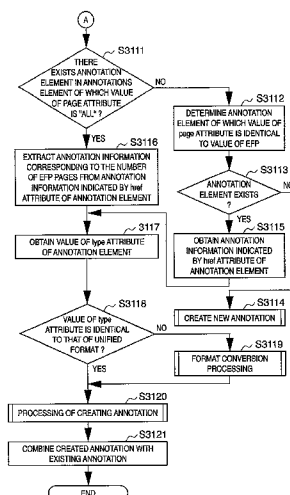 A
S3111
THERE
EXISTS ANNOTATION
ELEMENT IN ANNOTATIONS
ELEMENT OF WHICH VALUE
OF PAGE ATTRIBUTE
IS "ALL" ?
NO
YES
S3112
DETERMINE ANNOTATION
ELEMENT OF WHICH VALUE OF
page ATTRIBUTE IS IDENTICAL
TO VALUE OF EFP
S3116
EXTRACT ANNOTATION INFORMATION
CORRESPONDING TO THE NUMBER
OF EFP PAGES FROM ANNOTATION
INFORMATION INDICATED BY href
ATTRIBUTE OF ANNOTATION ELEMENT
S3113
ANNOTATION
ELEMENT EXISTS
?
NO
YES
3117
OBTAIN VALUE OF type ATTRIBUTE
OF ANNOTATION ELEMENT
S3115
OBTAIN ANNOTATION
INFORMATION INDICATED
BY href ATTRIBUTE OF
ANNOTATION ELEMENT
S3114
CREATE NEW ANNOTATION
S3118
VALUE OF type
ATTRIBUTE IS IDENTICAL
TO THAT OF UNIFIED
FORMAT ?
NO
YES
S3119
FORMAT CONVERSION
PROCESSING
S3120
PROCESSING OF CREATING ANNOTATION
S3121
COMBINE CREATED ANNOTATION WITH
EXISTING ANNOTATION
END